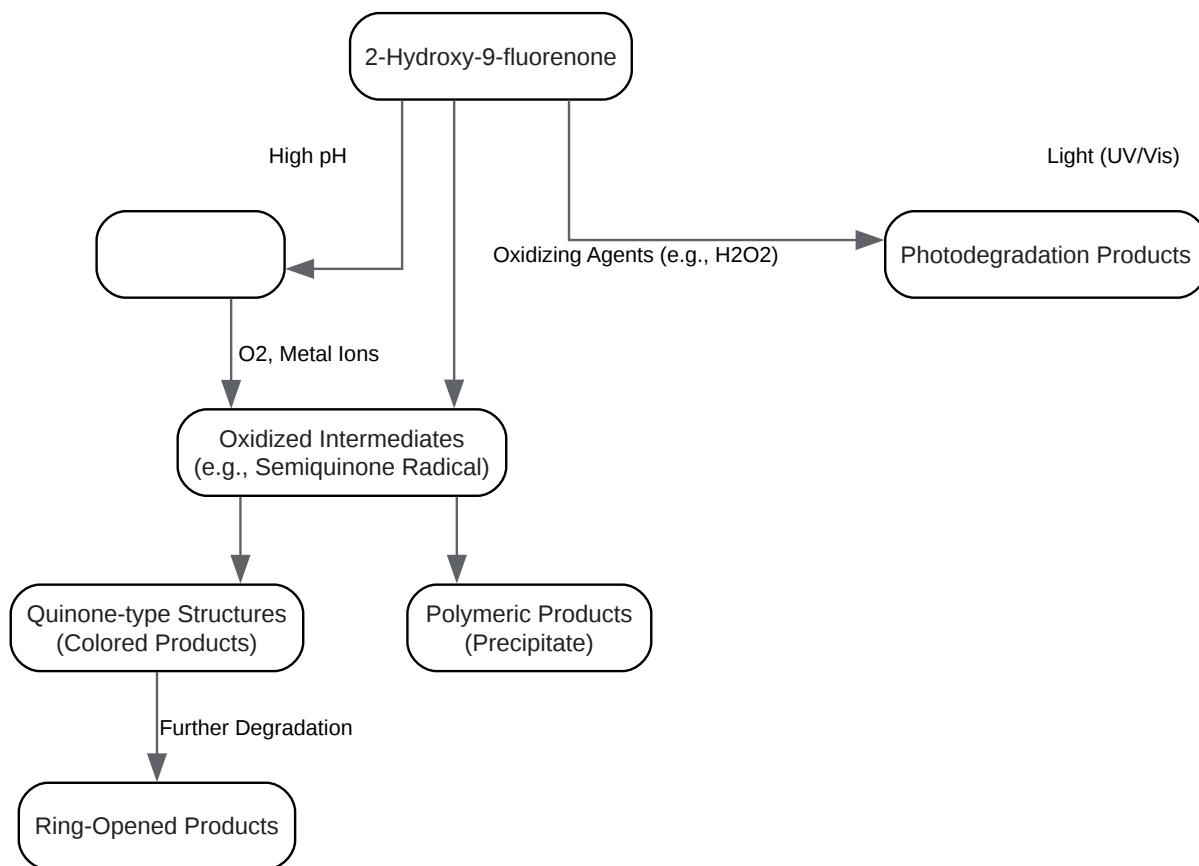 2-Hydroxy-9-fluorenone
High pH
Light (UV/Vis)
Oxidizing Agents (e.g., H2O2)
Photodegradation Products
O2, Metal Ions
Oxidized Intermediates
(e.g., Semiquinone Radical)
Quinone-type Structures
(Colored Products)
Polymeric Products
(Precipitate)
Further Degradation
Ring-Opened Products